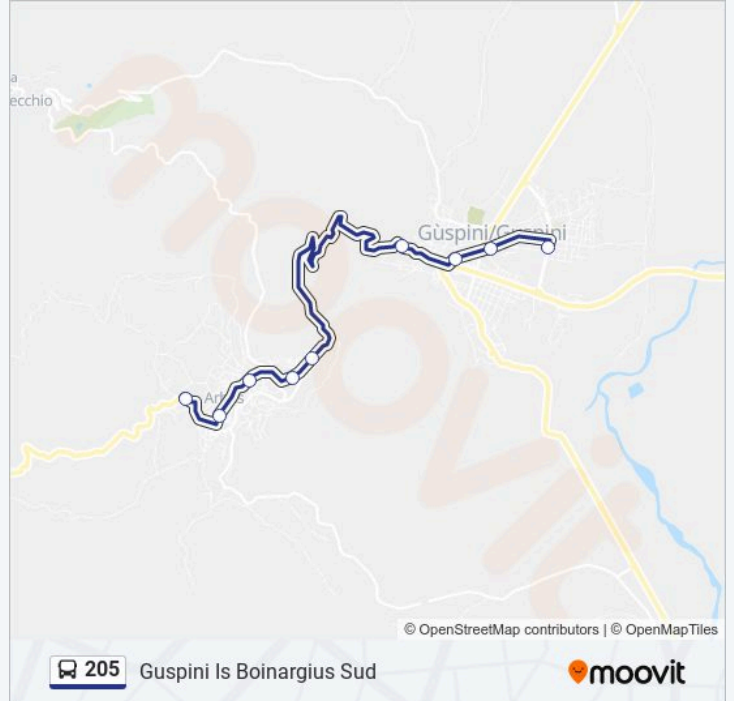 a
ecchio
Gùspini/Guspini
Arbus
© OpenStreetMap contributors | © OpenMapTiles
205
Guspini Is Boinargius Sud
moovit